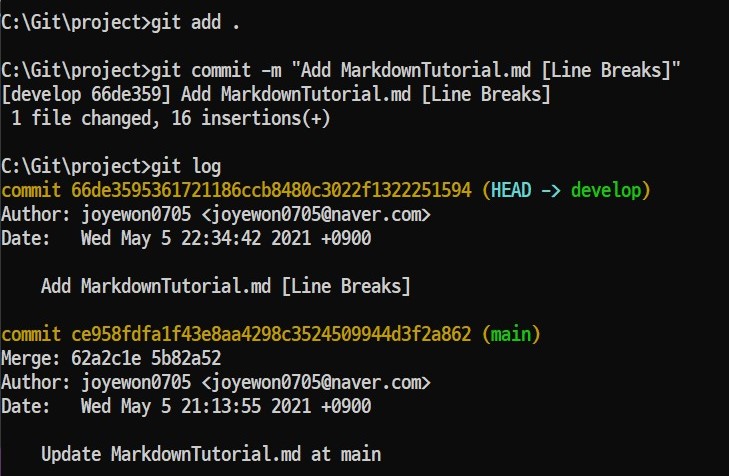 C:\Git\project>git add .
C:\Git\project>git commit -m "Add MarkdownTutorial.md [Line Breaks]"
[develop 66de359] Add MarkdownTutorial.md [Line Breaks]
 1 file changed, 16 insertions(+)
C:\Git\project>git log
commit 66de3595361721186ccb8480c3022f1322251594 (HEAD -> develop)
Author: joyewon0705 <joyewon0705@naver.com>
Date:   Wed May 5 22:34:42 2021 +0900
    Add MarkdownTutorial.md [Line Breaks]
commit ce958fdfa1f43e8aa4298c3524509944d3f2a862 (main)
Merge: 62a2c1e 5b82a52
Author: joyewon0705 <joyewon0705@naver.com>
Date:   Wed May 5 21:13:55 2021 +0900
    Update MarkdownTutorial.md at main